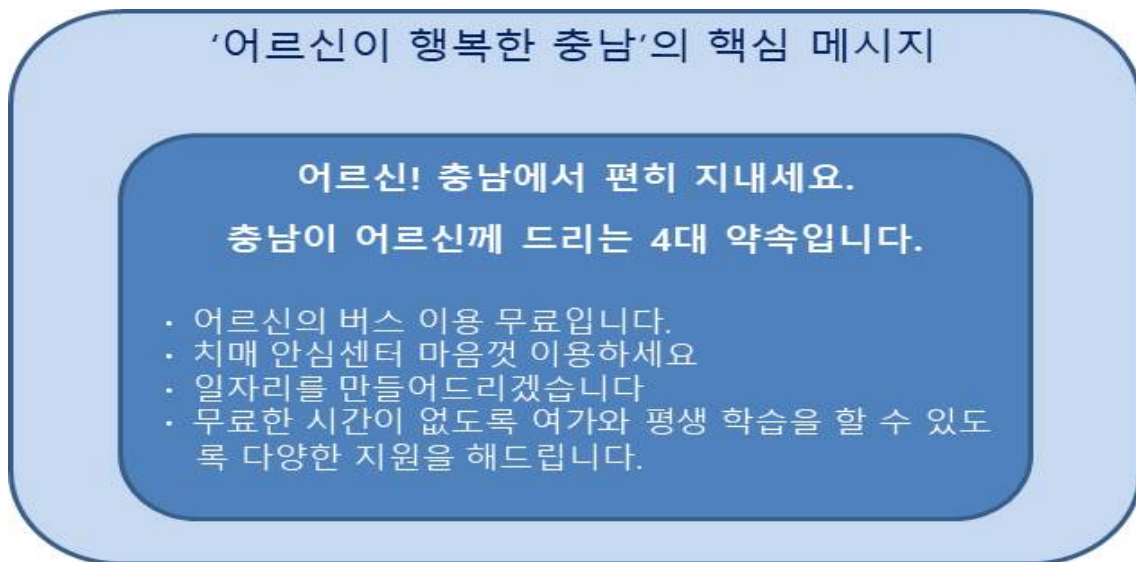 ‘어르신이 행복한 충남’의 핵심 메시지
어르신! 충남에서 편히 지내세요.
충남이 어르신께 드리는 4대 약속입니다.
· 어르신의 버스 이용 무료입니다.
· 치매 안심센터 마음껏 이용하세요
· 일자리를 만들어드리겠습니다
· 무료한 시간이 없도록 여가와 평생 학습을 할 수 있도
록 다양한 지원을 해드립니다.